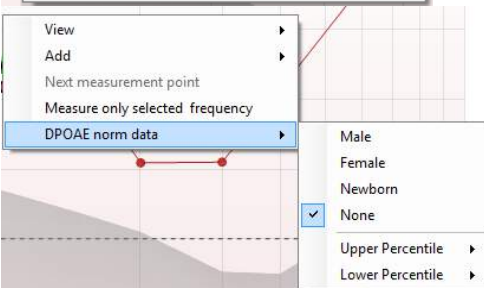 View
Add
Next measurement point
Measure only selected frequency
DPOAE norm data
Male
Female
Newborn
None
Upper Percentile
Lower Percentile